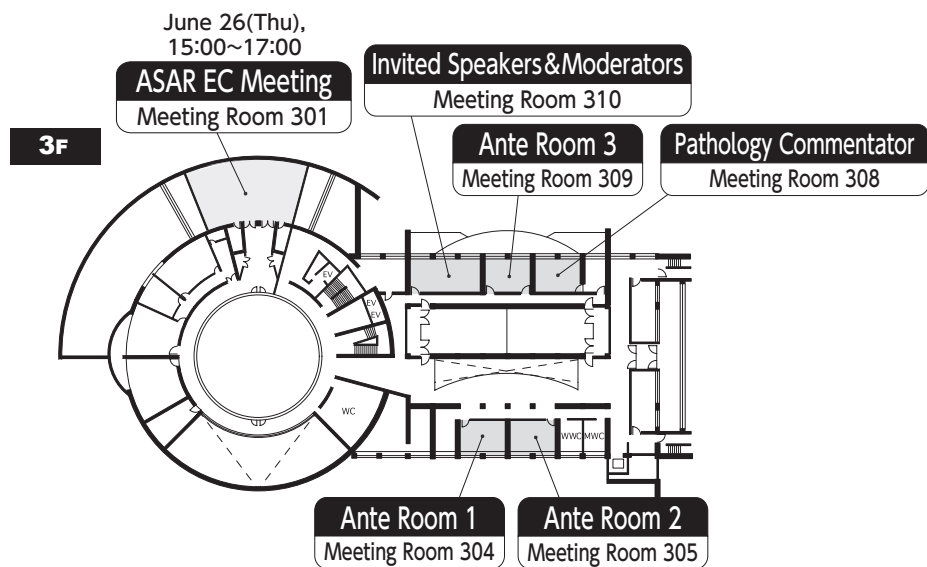 June 26(Thu),
15:00~17:00
ASAR EC Meeting
Meeting Room 301
Invited Speakers&Moderators
Meeting Room 310
3F
Ante Room 3
Meeting Room 309
Pathology Commentator
Meeting Room 308
EV
EV
EV
WC
WWC MWC
Ante Room 1
Meeting Room 304
Ante Room 2
Meeting Room 305